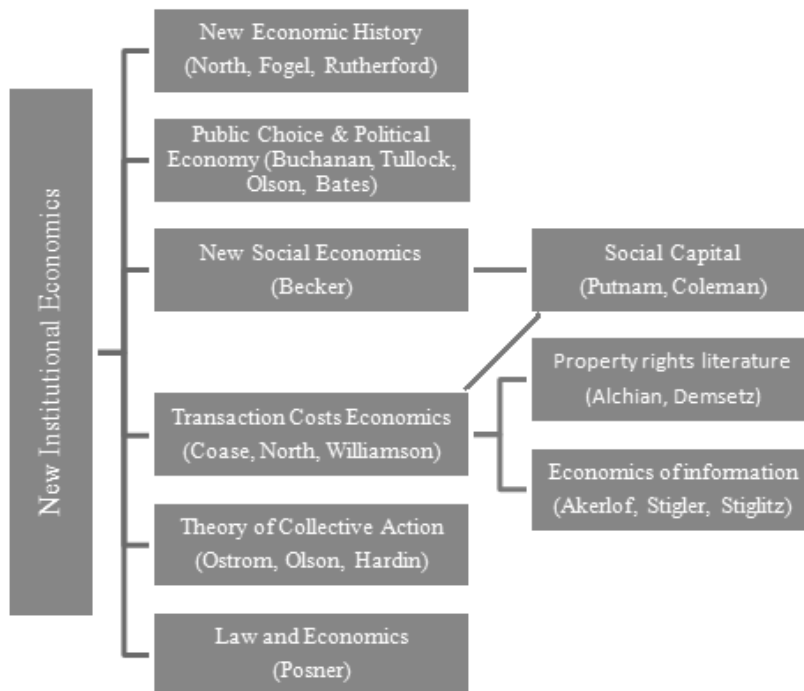 New Institutional Economics
New Economic History
(North, Fogel, Rutherford)
Public Choice & Political
Economy (Buchanan, Tullock,
Olson, Bates)
New Social Economics
(Becker)
Social Capital
(Putnam, Coleman)
Transaction Costs Economics
(Coase, North, Williamson)
Property rights literature
(Alchian, Demsetz)
Economics of information
(Akerlof, Stigler, Stiglitz)
Theory of Collective Action
(Ostrom, Olson, Hardin)
Law and Economics
(Posner)